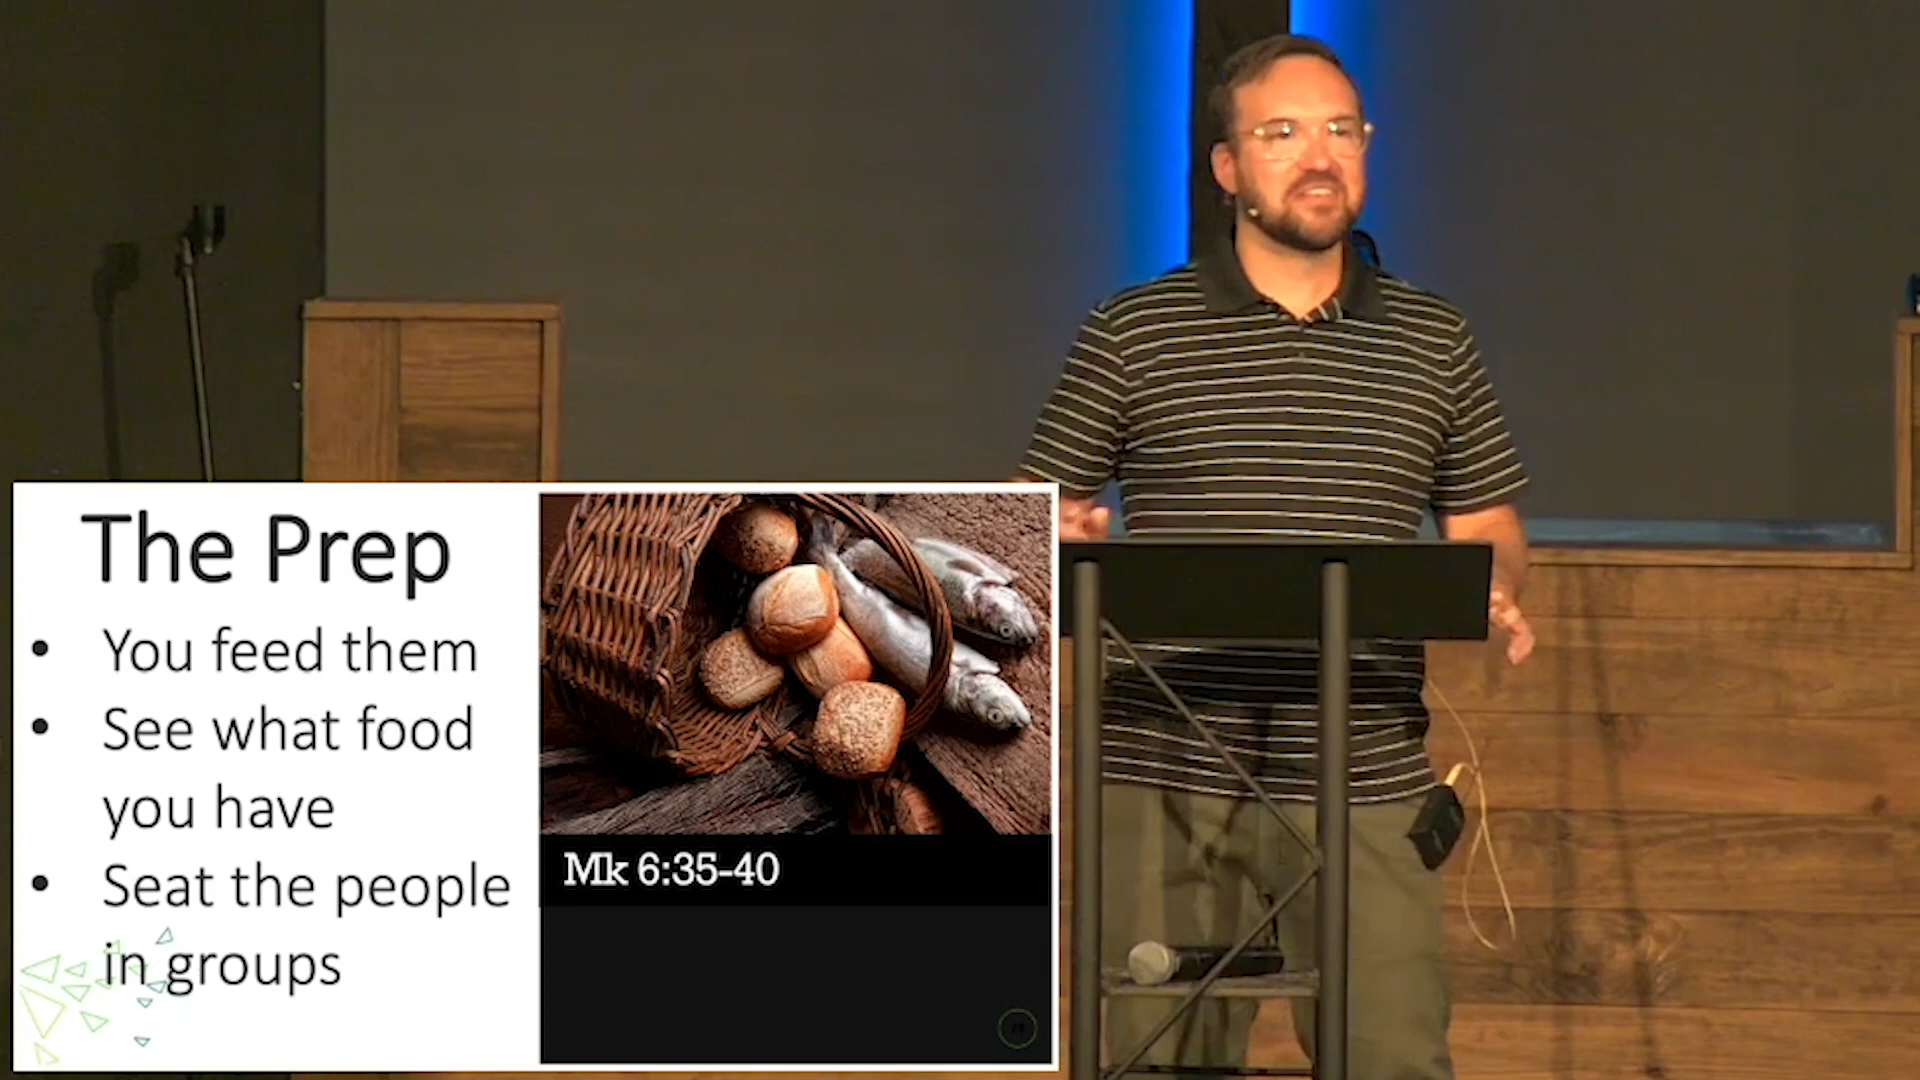 The Prep
• You feed them
• See what food
you have
• Seat the people
in groups
Mk 6:35-40